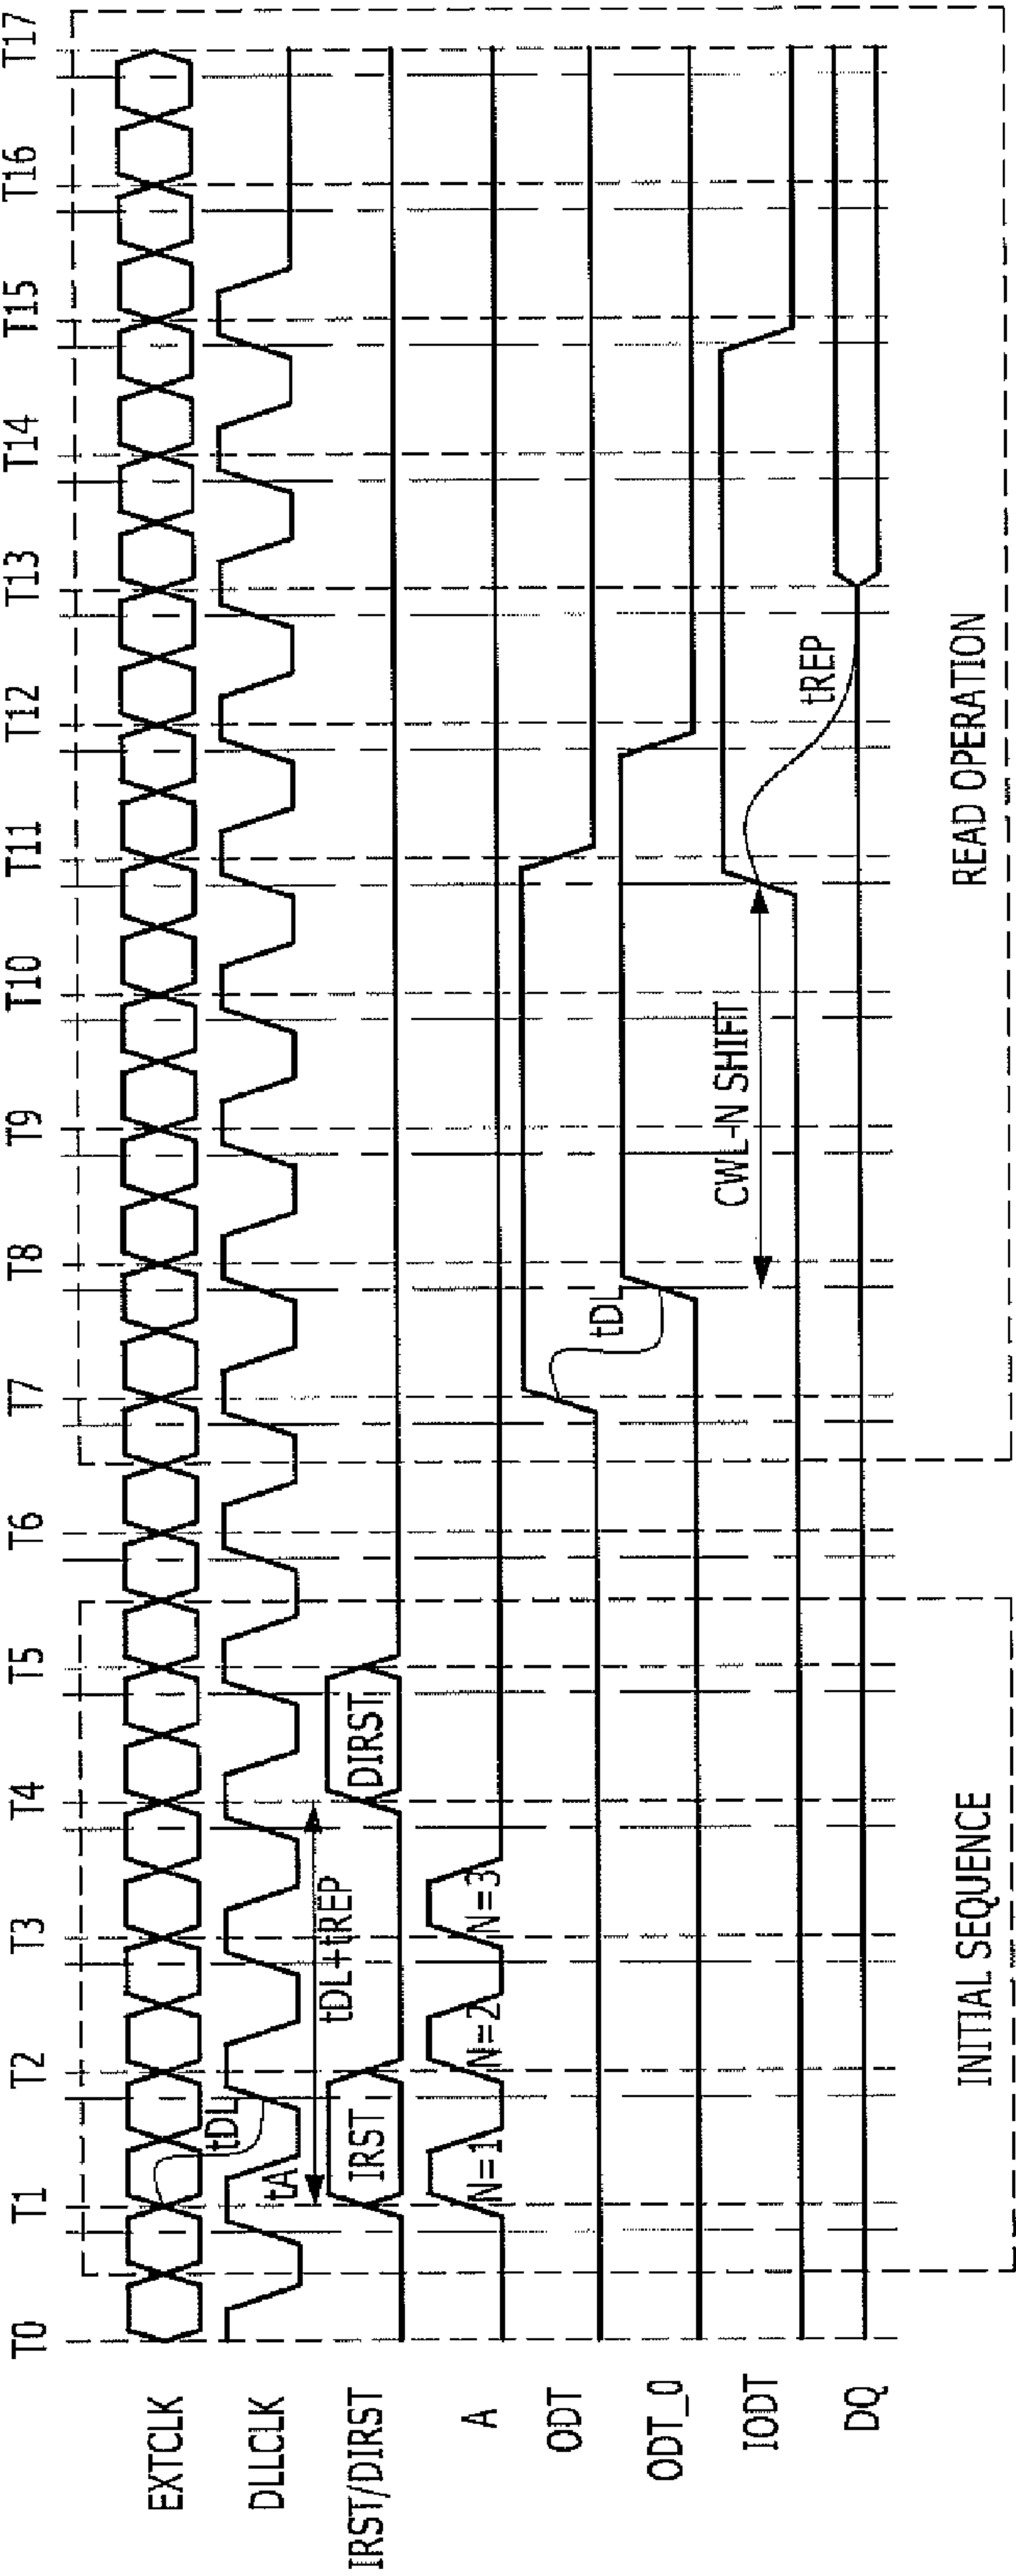 T0 T1 T2 T3 T4 T5 T6 T7 T8 T9 T10 T11 T12 T13 T14 T15 T16 T17
EXTCLK
tDL
DLLCLK
tA
tDL+tREP
IRST/DIRST
IRST DIRST
A
N=1 N=2 N=3
ODT
tDL
ODT_0
CWL-N SHIFT
IODT
tREP
DQ
INITIAL SEQUENCE READ OPERATION